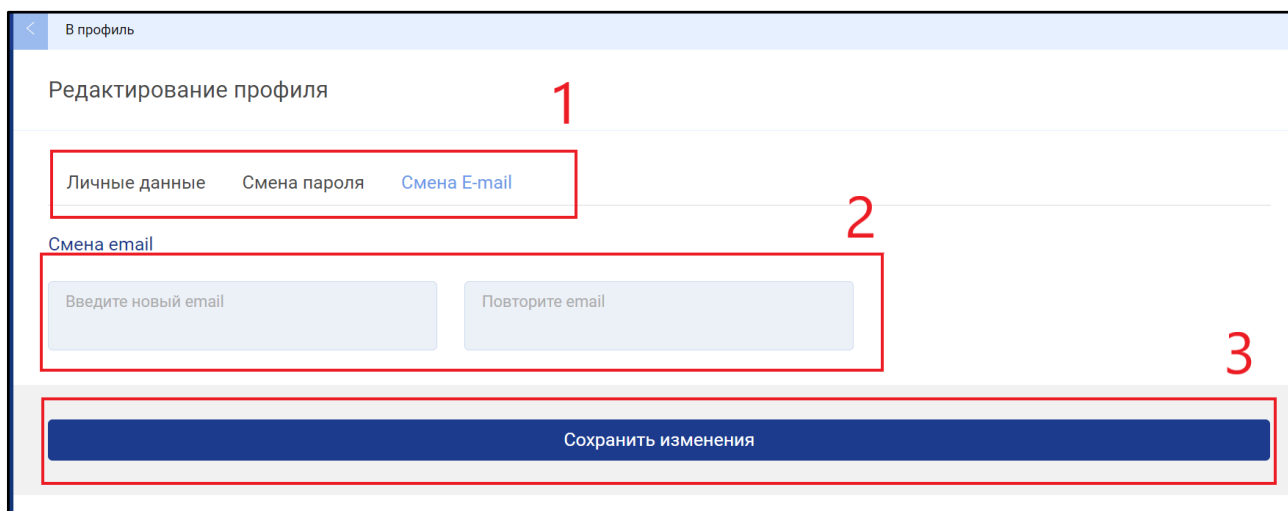 В профиль
Редактирование профиля
1
Личные данные Смена пароля Смена E-mail
2
Смена email
Введите новый email Повторите email
3
Сохранить изменения